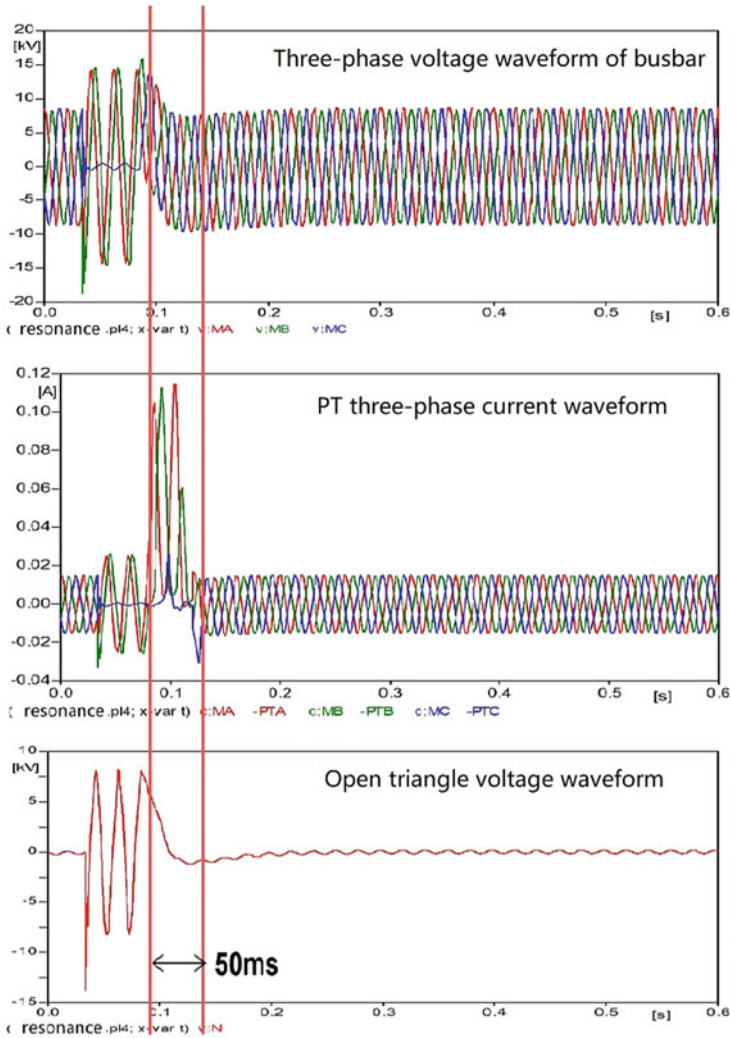 20
[kV]
Three-phase voltage waveform of busbar
15
10
5
0
-5
-10
-15
-20
0.0 0.1 0.2 0.3 0.4 0.5 [s] 0.6
( resonance .pl4; x-var t) v:MA v:MB v:MC
0.12
[A]
PT three-phase current waveform
0.10
0.08
0.06
0.04
0.02
0.00
-0.02
-0.04
0.0 0.1 0.2 0.3 0.4 0.5 [s] 0.6
( resonance .pl4; x-var t) c:MA -PTA c:MB -PTB c:MC -PTC
10
[kV]
Open triangle voltage waveform
5
0
-5
-10
50ms
-15
0.0 0.1 0.2 0.3 0.4 0.5 [s] 0.6
( resonance .pl4; x-var t) v:N